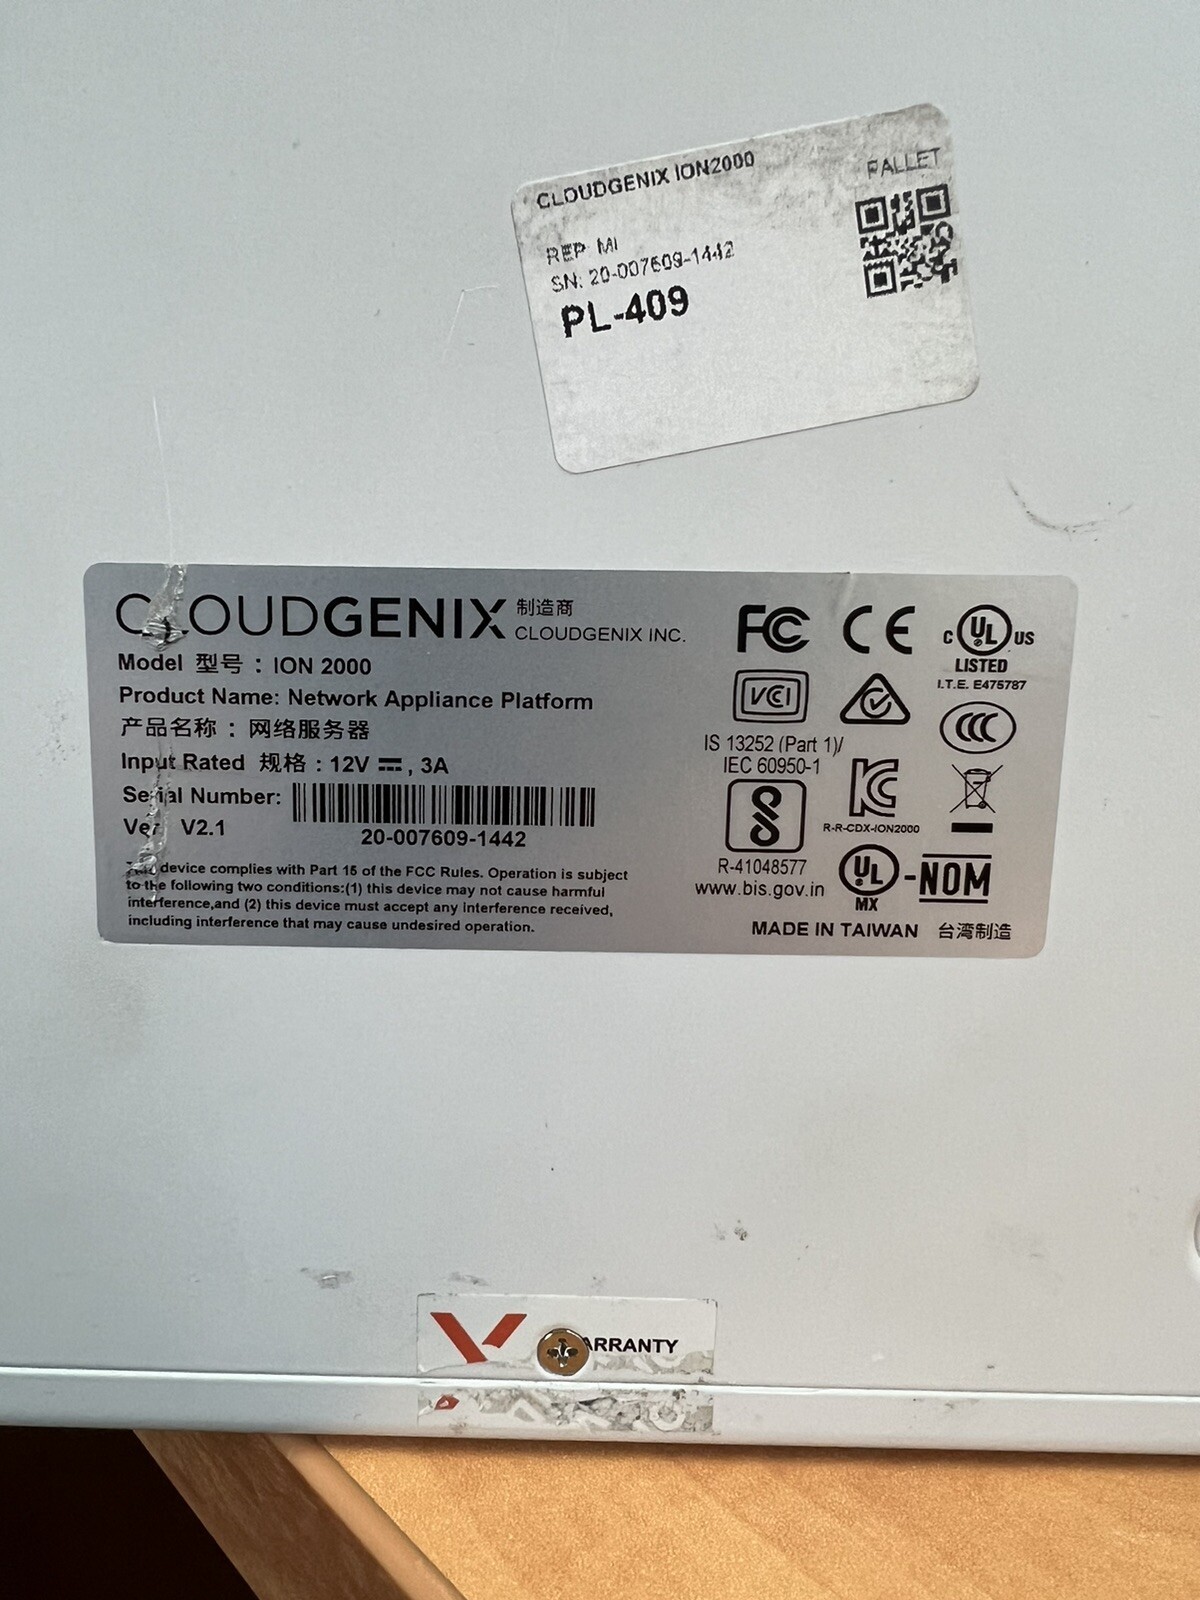 CLOUDGENIX ION2000
PALLET
REP MI
SN: 20-007609-1442
PL-409
CLOUDGENIX 制造商
CLOUDGENIX INC.
Model 型号 : ION 2000
Product Name: Network Appliance Platform
产品名称 : 网络服务器
Input Rated 规格 : 12V ⎓ , 3A
Serial Number:
20-007609-1442
Ver V2.1
This device complies with Part 15 of the FCC Rules. Operation is subject
to the following two conditions:(1) this device may not cause harmful
interference,and (2) this device must accept any interference received,
including interference that may cause undesired operation.
FC CE
C UL US
LISTED
I.T.E. E475787
VCI
CCC
IS 13252 (Part 1)/
IEC 60950-1
KC
R-R-CDX-ION2000
R-41048577
www.bis.gov.in
UL
MX
-NOM
MADE IN TAIWAN 台湾制造
ARRANTY